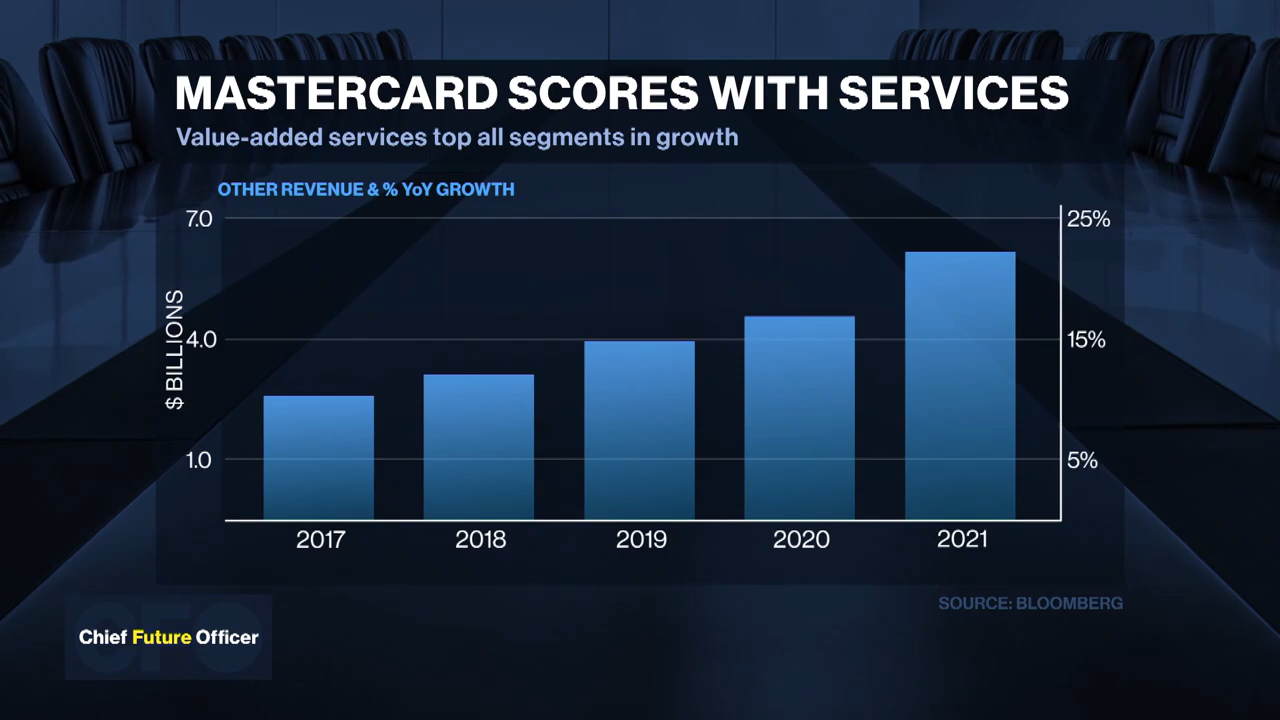 MASTERCARD SCORES WITH SERVICES
Value-added services top all segments in growth
OTHER REVENUE & % YoY GROWTH
7.0
25%
$ BILLIONS
4.0
15%
1.0
5%
2017 2018 2019 2020 2021
SOURCE: BLOOMBERG
CFO
Chief Future Officer